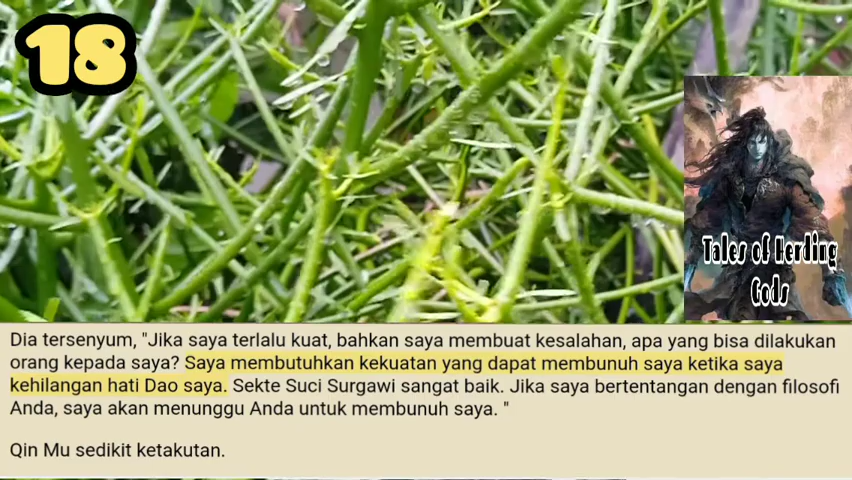 18
Tales of Herding
Gods
Dia tersenyum, "Jika saya terlalu kuat, bahkan saya membuat kesalahan, apa yang bisa dilakukan
orang kepada saya? Saya membutuhkan kekuatan yang dapat membunuh saya ketika saya
kehilangan hati Dao saya. Sekte Suci Surgawi sangat baik. Jika saya bertentangan dengan filosofi
Anda, saya akan menunggu Anda untuk membunuh saya. "
Qin Mu sedikit ketakutan.